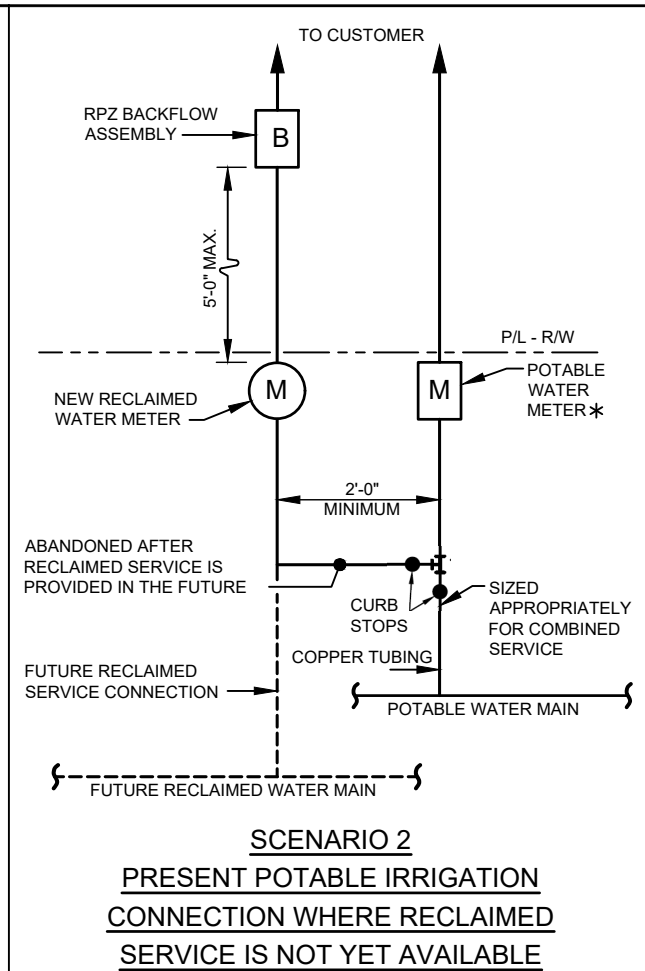 TO CUSTOMER
RPZ BACKFLOW
ASSEMBLY
B
5'-0" MAX.
P/L - R/W
NEW RECLAIMED
WATER METER
M
M
POTABLE
WATER
METER*
2'-0"
MINIMUM
ABANDONED AFTER
RECLAIMED SERVICE IS
PROVIDED IN THE FUTURE
CURB
STOPS
SIZED
APPROPRIATELY
FOR COMBINED
SERVICE
COPPER TUBING
FUTURE RECLAIMED
SERVICE CONNECTION
POTABLE WATER MAIN
FUTURE RECLAIMED WATER MAIN
SCENARIO 2
PRESENT POTABLE IRRIGATION
CONNECTION WHERE RECLAIMED
SERVICE IS NOT YET AVAILABLE